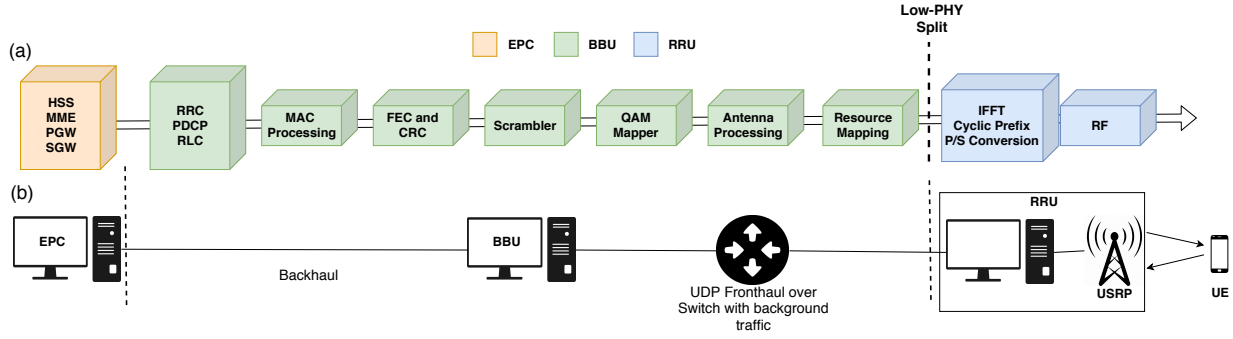 Low-PHY
Split
(a)
EPC
BBU
RRU
HSS
MME
PGW
SGW
RRC
PDCP
RLC
MAC
Processing
FEC and
CRC
Scrambler
QAM
Mapper
Antenna
Processing
Resource
Mapping
IFFT
Cyclic Prefix
P/S Conversion
RF
(b)
EPC
Backhaul
BBU
UDP Fronthaul over
Switch with background
traffic
RRU
USRP
UE